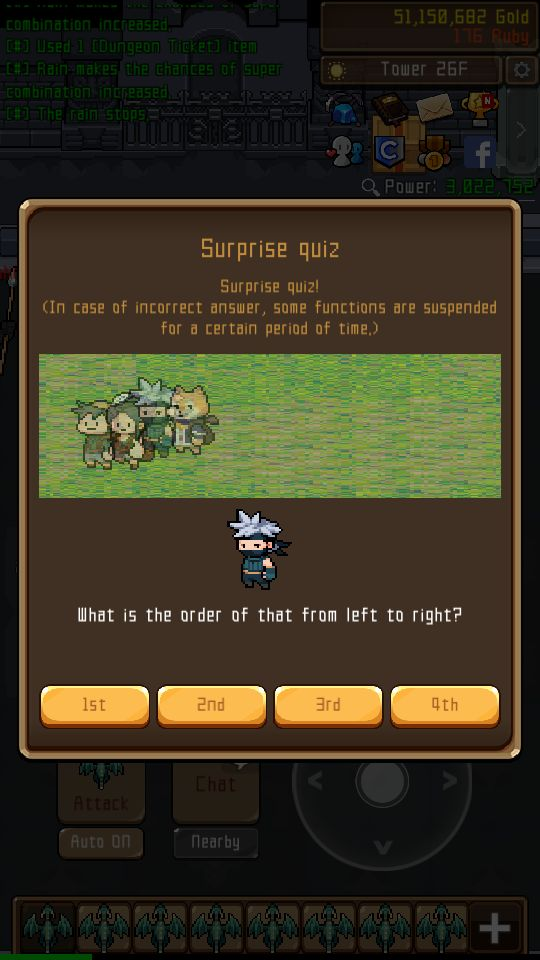 combination increased,
[#] Used 1 [Dungeon Ticket] item
[#] Rain makes the chances of super
combination increased,
[#] The rain stops,
51,150,682 Gold
176 Ruby
Tower 26F
N
C
f
Power: 3,022,752
Surprise quiz
Surprise quiz!
(In case of incorrect answer, some functions are suspended
for a certain period of time.)
What is the order of that from left to right?
1st 2nd 3rd 4th
Attack Chat
Auto ON Nearby